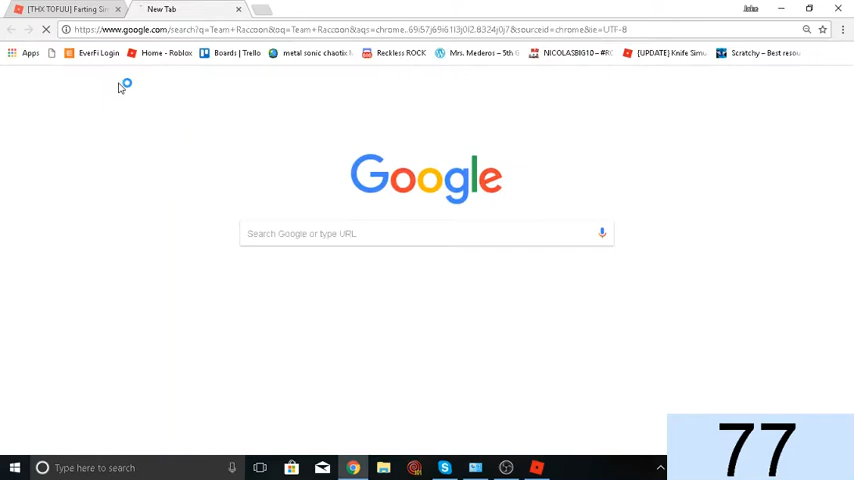 [THX TOFUU] Farting Sim
New Tab
https://www.google.com/search?q=Team+Raccoon&oq=Team+Raccoon&aqs=chrome..69i57j69i61l3j0l2.8324j0j7&sourceid=chrome&ie=UTF-8
Apps EverFi Login Home - Roblox Boards | Trello metal sonic chaotix Reckless ROCK Mrs. Mederos – 5th G NICOLASBIG10 – #RO [UPDATE] Knife Simu Scratchy – Best resou
Google
Search Google or type URL
Type here to search
77